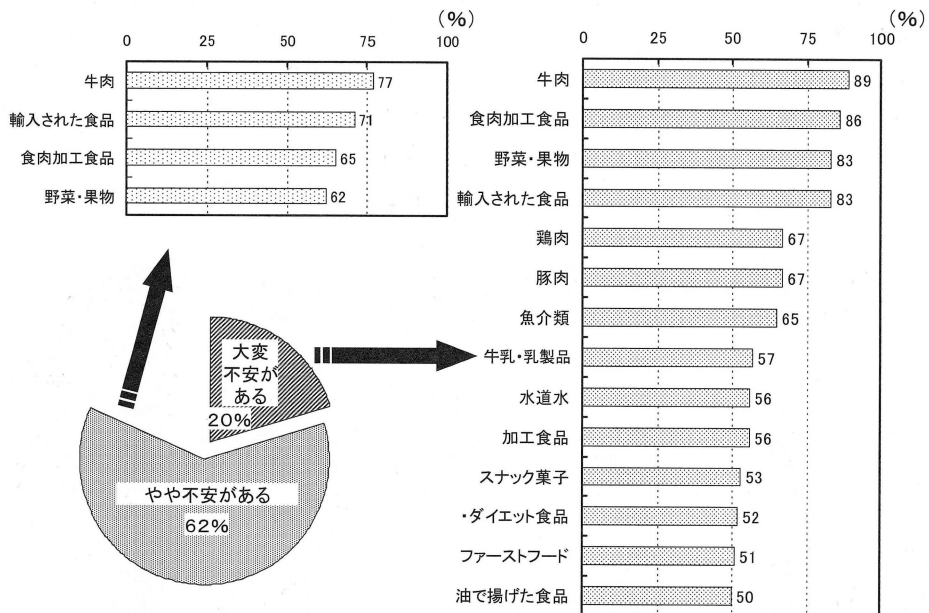 (%)
0 25 50 75 100
牛肉 77
輸入された食品 71
食肉加工食品 65
野菜・果物 62
(%)
0 25 50 75 100
牛肉 89
食肉加工食品 86
野菜・果物 83
輸入された食品 83
鶏肉 67
豚肉 67
魚介類 65
牛乳・乳製品 57
水道水 56
加工食品 56
スナック菓子 53
・ダイエット食品 52
ファーストフード 51
油で揚げた食品 50
大変
不安が
ある
20%
やや不安がある
62%